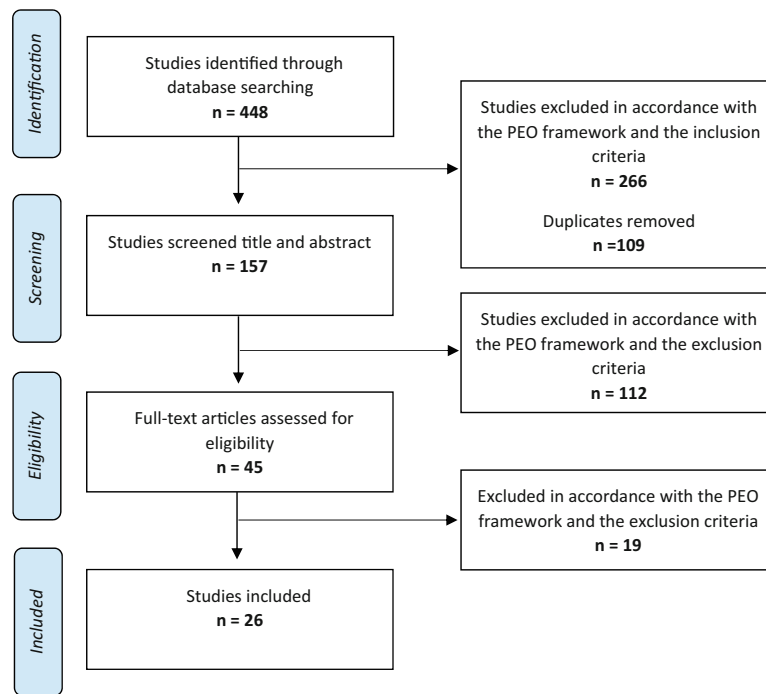 Identification
Studies identified through
database searching
n = 448
Studies excluded in accordance with
the PEO framework and the inclusion
criteria
n = 266
Duplicates removed
n =109
Screening
Studies screened title and abstract
n = 157
Studies excluded in accordance with
the PEO framework and the exclusion
criteria
n = 112
Eligibility
Full-text articles assessed for
eligibility
n = 45
Excluded in accordance with the PEO
framework and the exclusion criteria
n = 19
Included
Studies included
n = 26